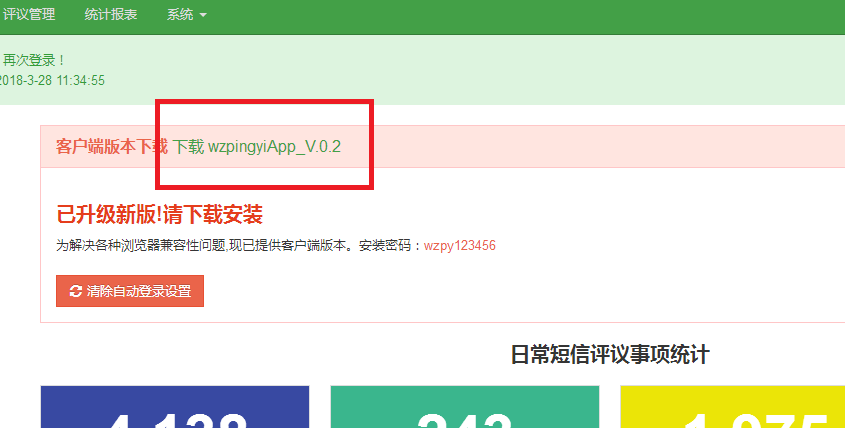 评议管理 统计报表 系统
再次登录！
2018-3-28 11:34:55
客户端版本下载 下载 wzpingyiApp_V.0.2
已升级新版!请下载安装
为解决各种浏览器兼容性问题,现已提供客户端版本。安装密码：wzpy123456
清除自动登录设置
日常短信评议事项统计